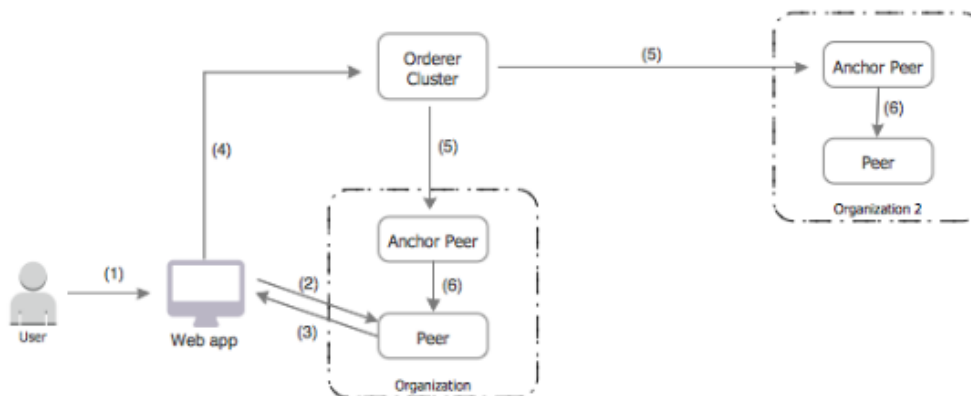 Orderer
Cluster
(5)
Anchor Peer
(6)
Peer
Organization 2
(4)
(5)
Anchor Peer
(6)
Peer
Organization
(1)
(2)
(3)
User
Web app